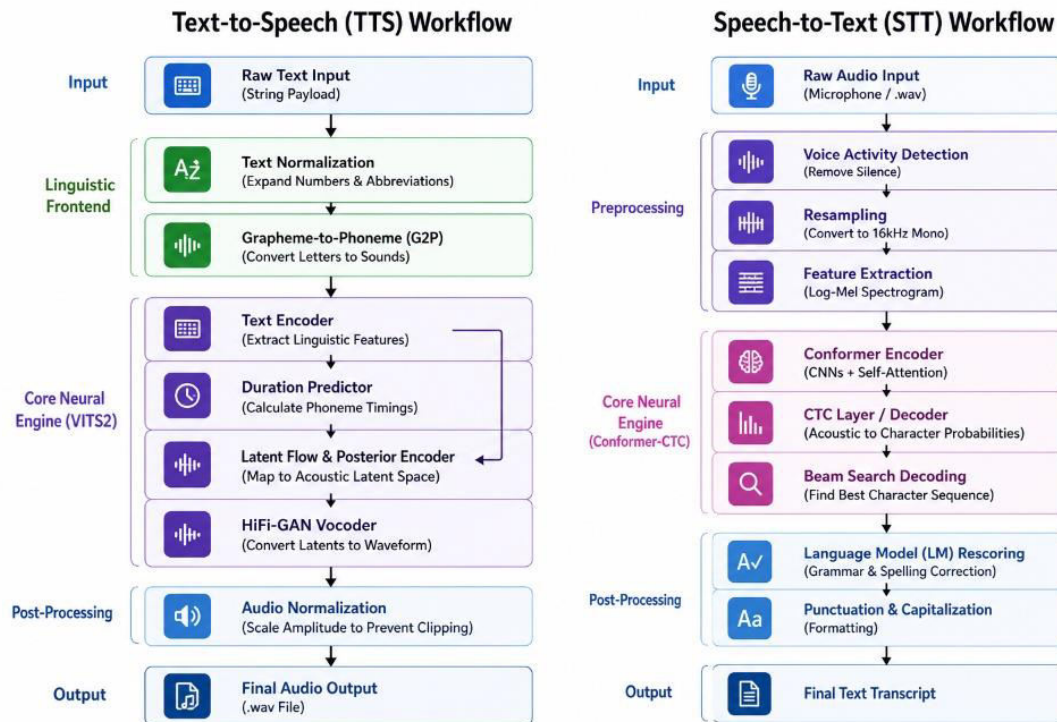 Text-to-Speech (TTS) Workflow
Input
Raw Text Input
(String Payload)
Linguistic
Frontend
AZ
Text Normalization
(Expand Numbers & Abbreviations)
Grapheme-to-Phoneme (G2P)
(Convert Letters to Sounds)
Core Neural
Engine (VITS2)
Text Encoder
(Extract Linguistic Features)
Duration Predictor
(Calculate Phoneme Timings)
Latent Flow & Posterior Encoder
(Map to Acoustic Latent Space)
HiFi-GAN Vocoder
(Convert Latents to Waveform)
Post-Processing
Audio Normalization
(Scale Amplitude to Prevent Clipping)
Output
Final Audio Output
(.wav File)
Speech-to-Text (STT) Workflow
Input
Raw Audio Input
(Microphone / .wav)
Preprocessing
Voice Activity Detection
(Remove Silence)
Resampling
(Convert to 16kHz Mono)
Feature Extraction
(Log-Mel Spectrogram)
Core Neural
Engine
(Conformer-CTC)
Conformer Encoder
(CNNs + Self-Attention)
CTC Layer / Decoder
(Acoustic to Character Probabilities)
Beam Search Decoding
(Find Best Character Sequence)
Post-Processing
A✓
Language Model (LM) Rescoring
(Grammar & Spelling Correction)
Aa
Punctuation & Capitalization
(Formatting)
Output
Final Text Transcript